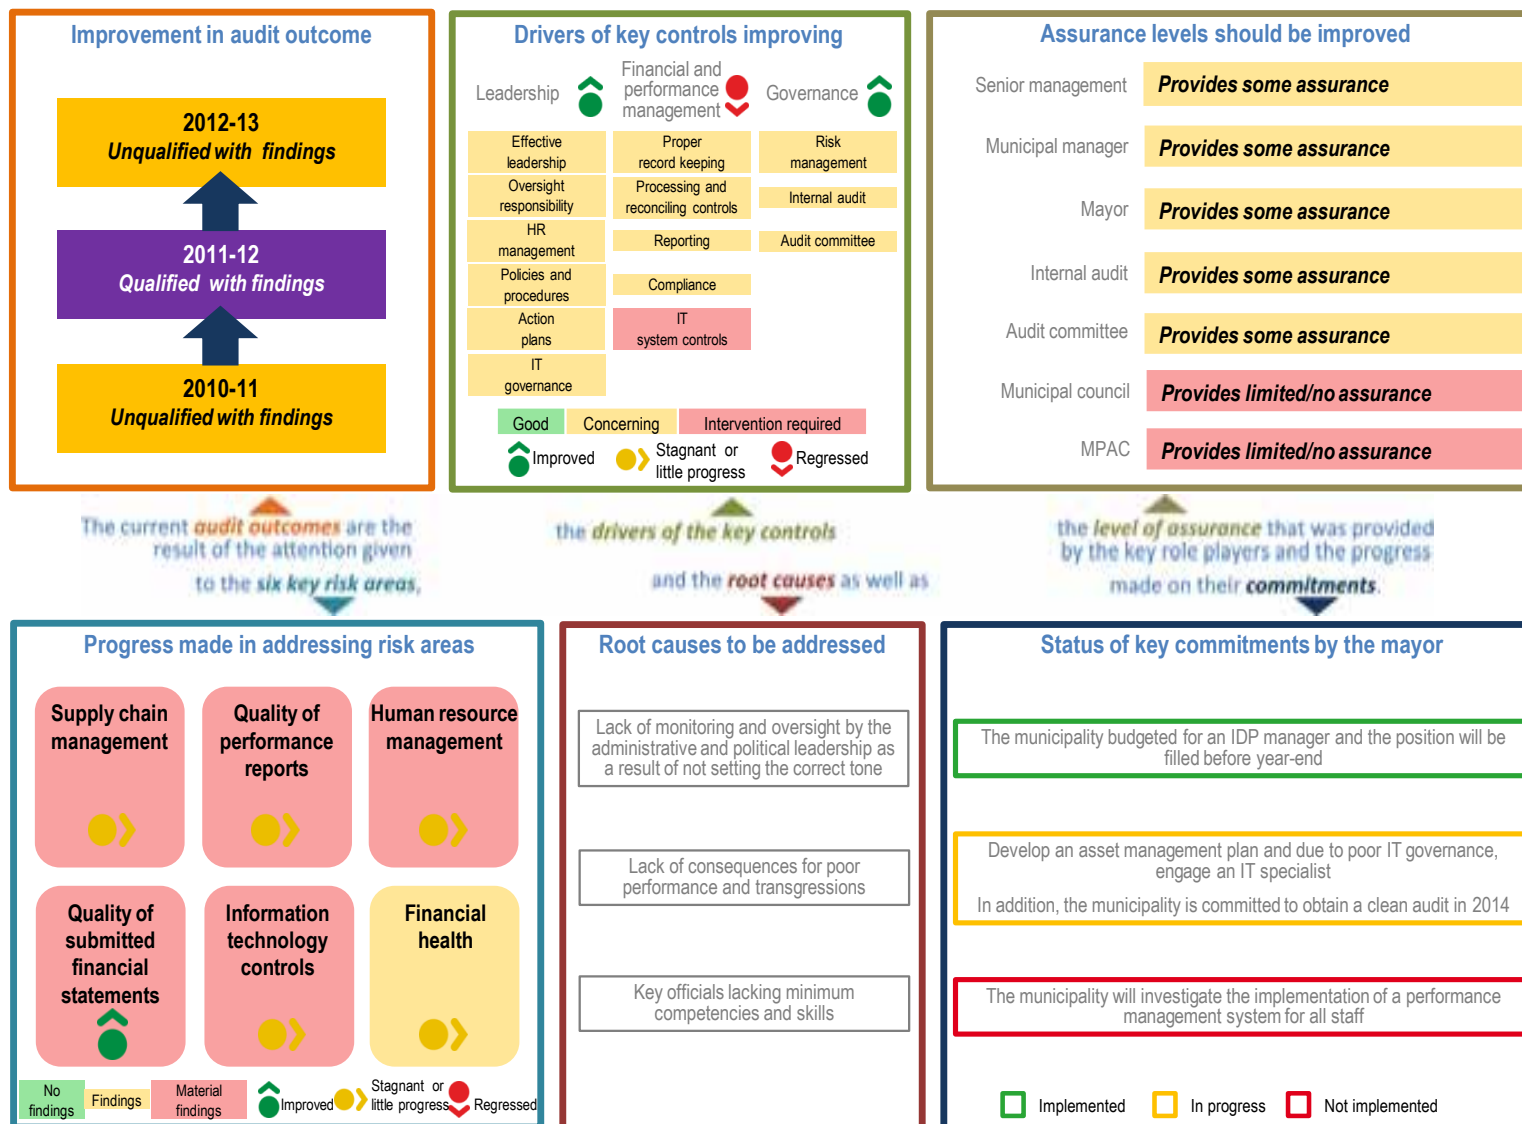 Improvement in audit outcome
2012-13
Unqualified with findings
2011-12
Qualified with findings
2010-11
Unqualified with findings
Drivers of key controls improving
Leadership
Financial and
performance
management
Governance
Effective
leadership
Oversight
responsibility
HR
management
Policies and
procedures
Action
plans
IT
governance
Proper
record keeping
Processing and
reconciling controls
Reporting
Compliance
IT
system controls
Risk
management
Internal audit
Audit committee
Good
Concerning
Intervention required
Improved
Stagnant or
little progress
Regressed
Assurance levels should be improved
Senior management
Provides some assurance
Municipal manager
Provides some assurance
Mayor
Provides some assurance
Internal audit
Provides some assurance
Audit committee
Provides some assurance
Municipal council
Provides limited/no assurance
MPAC
Provides limited/no assurance
The current audit outcomes are the
result of the attention given
to the six key risk areas,
the drivers of the key controls
and the root causes as well as
the level of assurance that was provided
by the key role players and the progress
made on their commitments.
Progress made in addressing risk areas
Supply chain
management
Quality of
performance
reports
Human resource
management
Quality of
submitted
financial
statements
Information
technology
controls
Financial
health
No
findings
Findings
Material
findings
Improved
Stagnant or
little progress
Regressed
Root causes to be addressed
Lack of monitoring and oversight by the
administrative and political leadership as
a result of not setting the correct tone
Lack of consequences for poor
performance and transgressions
Key officials lacking minimum
competencies and skills
Status of key commitments by the mayor
The municipality budgeted for an IDP manager and the position will be
filled before year-end
Develop an asset management plan and due to poor IT governance,
engage an IT specialist
In addition, the municipality is committed to obtain a clean audit in 2014
The municipality will investigate the implementation of a performance
management system for all staff
Implemented
In progress
Not implemented